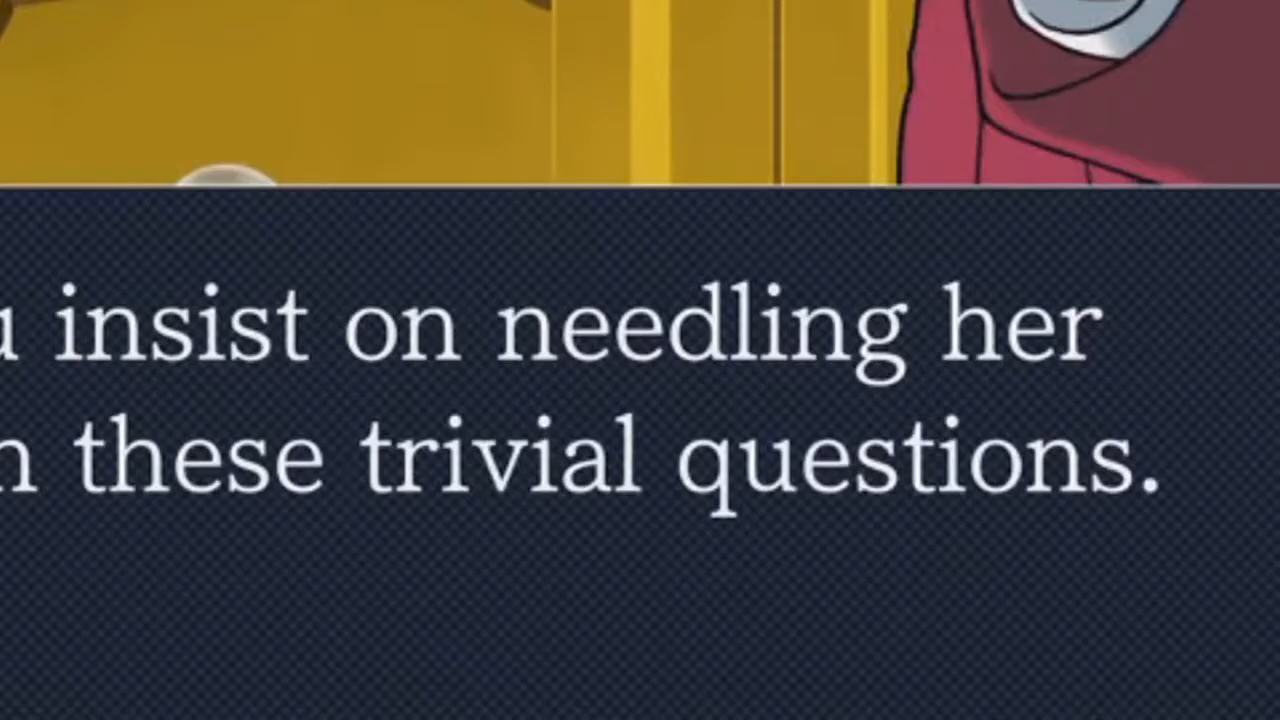 insist on needling her
these trivial questions.